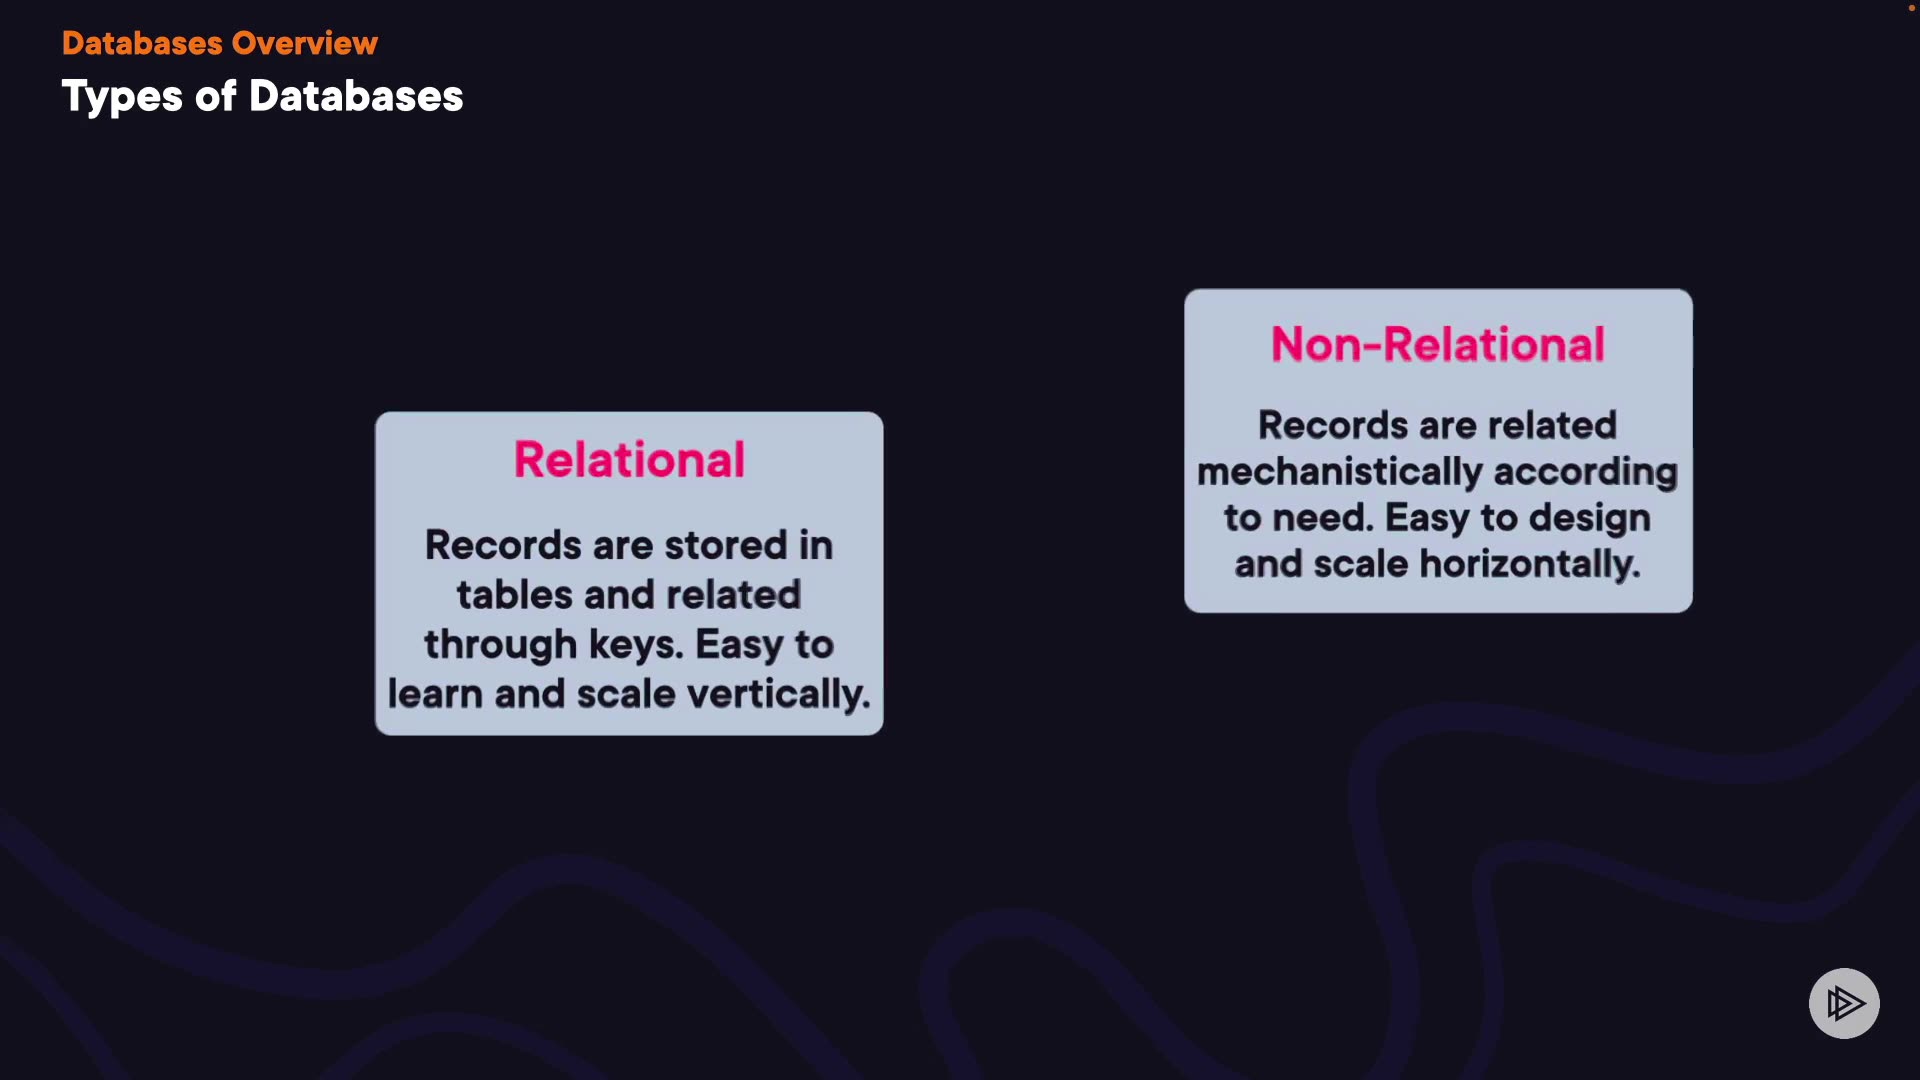 Databases Overview
Types of Databases
Relational
Records are stored in
tables and related
through keys. Easy to
learn and scale vertically.
Non-Relational
Records are related
mechanistically according
to need. Easy to design
and scale horizontally.